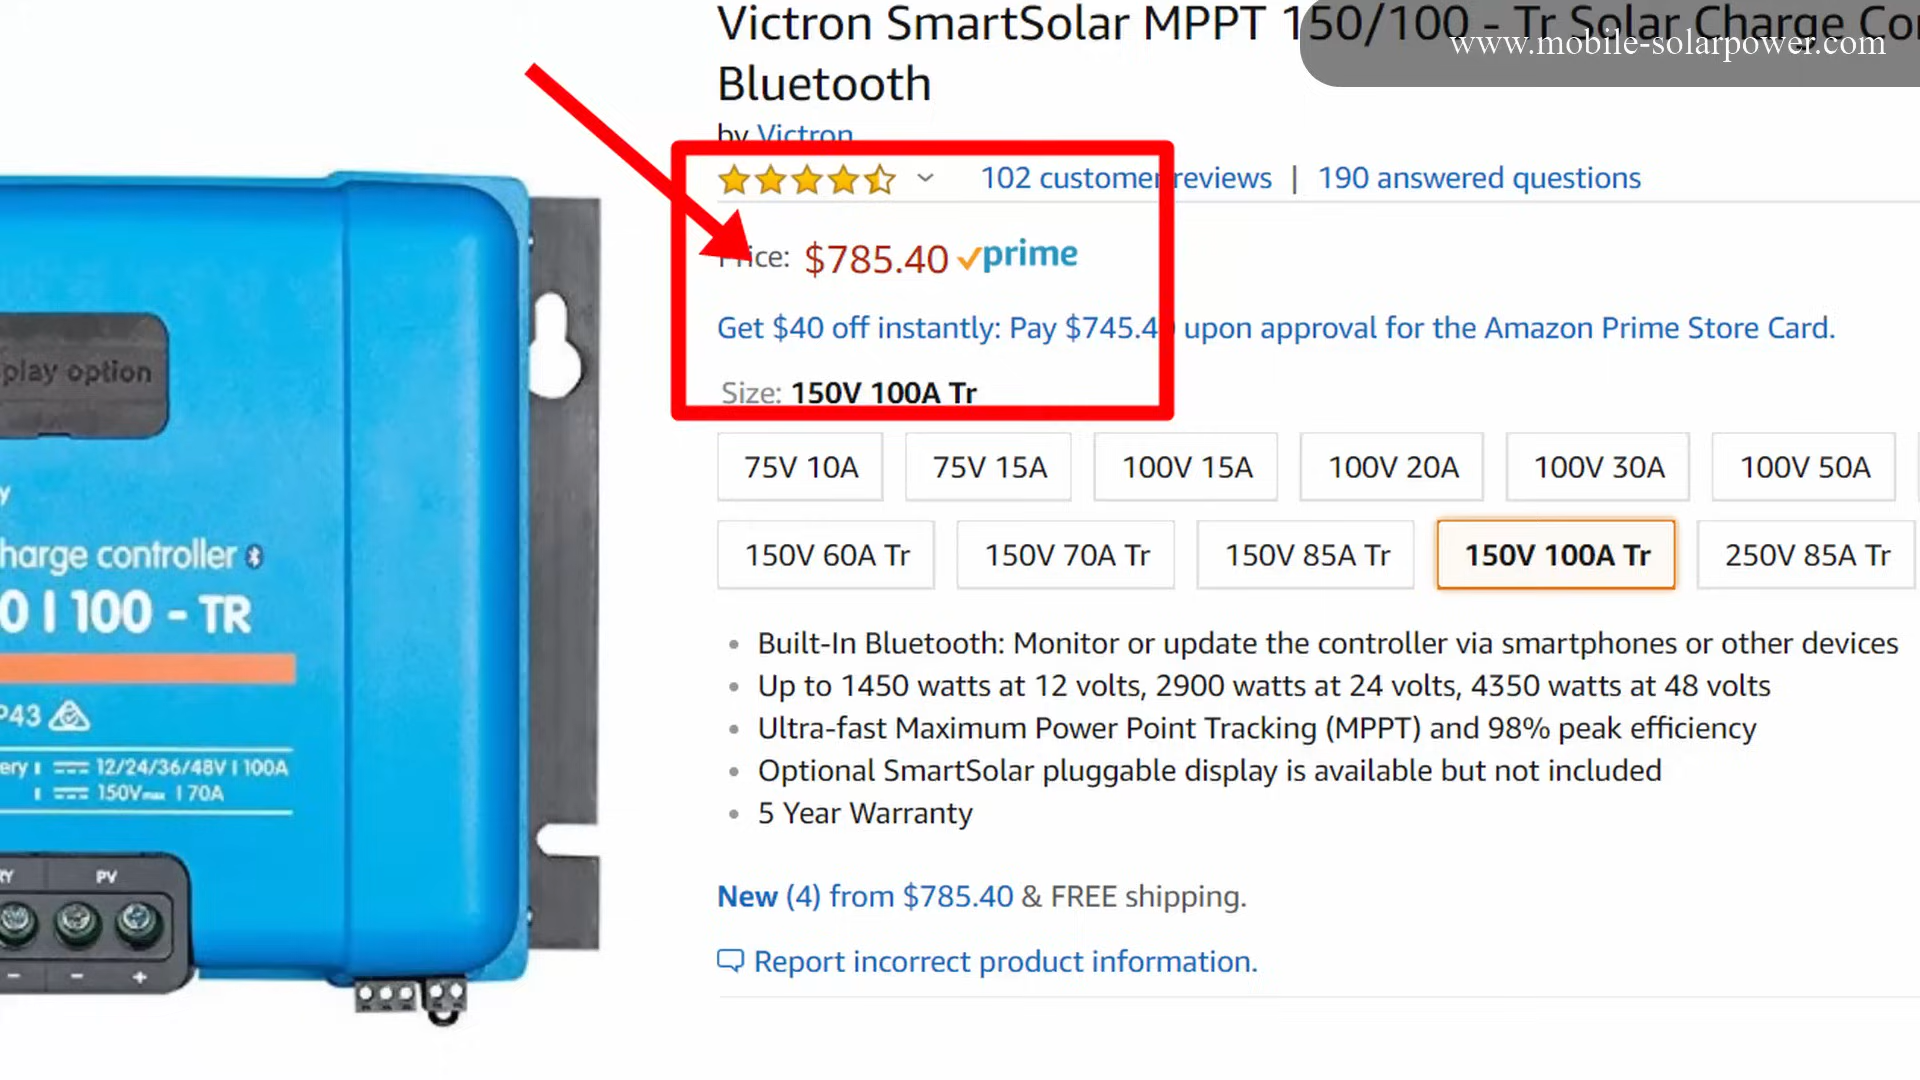 Victron SmartSolar MPPT 150/100 - Tr Solar Charge
www.mobile-solarpower.com
Bluetooth
by Victron
102 customer reviews | 190 answered questions
Price: $785.40 prime
Get $40 off instantly: Pay $745.40 upon approval for the Amazon Prime Store Card.
Size: 150V 100A Tr
75V 10A
75V 15A
100V 15A
100V 20A
100V 30A
100V 50A
150V 60A Tr
150V 70A Tr
150V 85A Tr
150V 100A Tr
250V 85A Tr
Built-In Bluetooth: Monitor or update the controller via smartphones or other devices
Up to 1450 watts at 12 volts, 2900 watts at 24 volts, 4350 watts at 48 volts
Ultra-fast Maximum Power Point Tracking (MPPT) and 98% peak efficiency
Optional SmartSolar pluggable display is available but not included
5 Year Warranty
New (4) from $785.40 & FREE shipping.
Report incorrect product information.
play option
harge controller
0 | 100 - TR
P43
ery 12/24/36/48V | 100A
150Vmax | 70A
RY PV
- - +